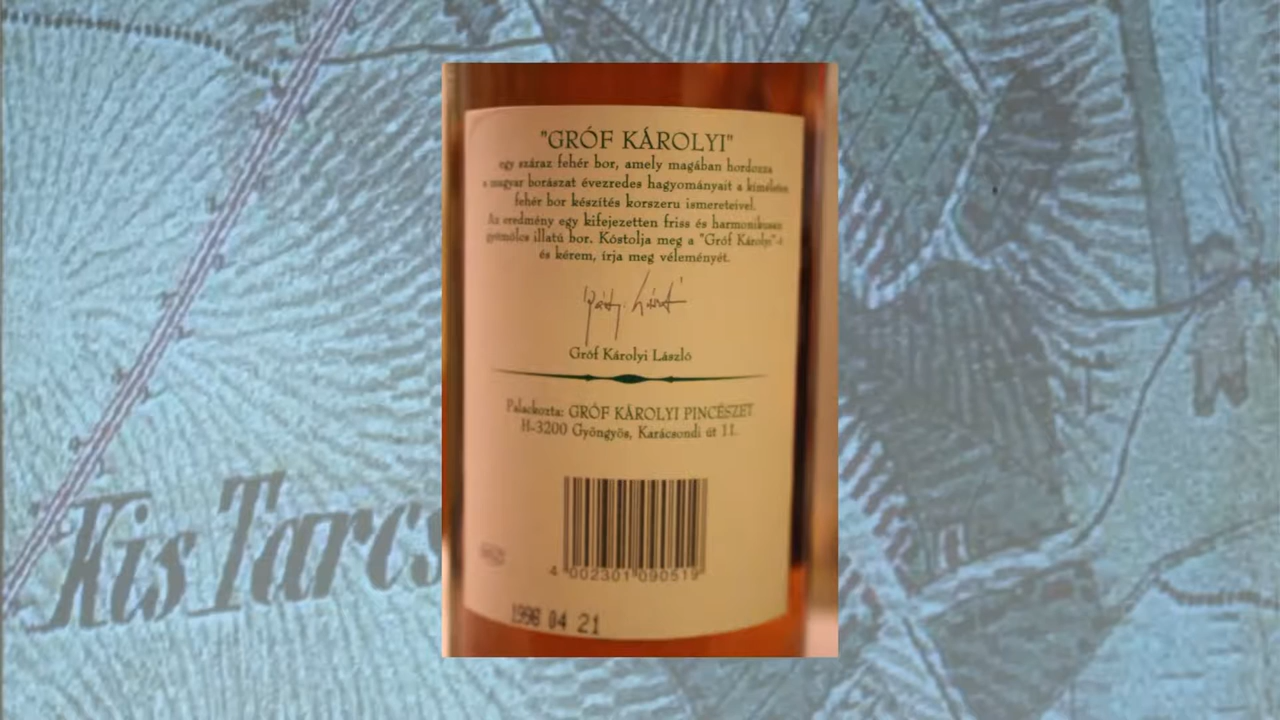 "GRÓF KÁROLYI"
egy száraz fehér bor, amely magában hordozza
a magyar borászat évezredes hagyományait a kíméletes
fehér bor készítés korszeru ismereteivel.
Az eredmény egy kifejezetten friss és harmonikusan
gyümölcs illatú bor. Kóstolja meg a "Gróf Károlyi"-t
és kérem, írja meg véleményét.
Gróf Károlyi László
Palackozta: GRÓF KÁROLYI PINCÉSZET
H-3200 Gyöngyös, Karácsondi út 11.
4 002301 090519
1998 04 21
Kis Tarcs